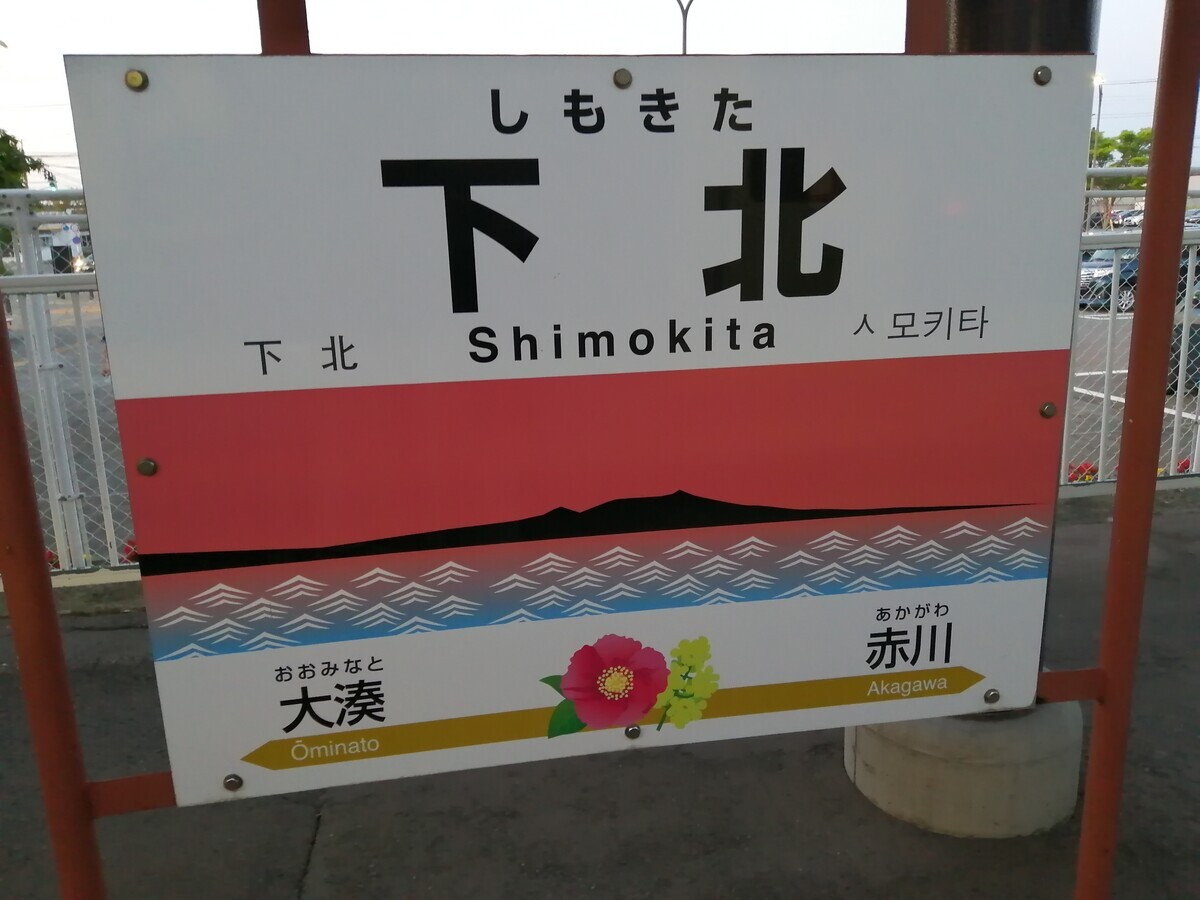 しもきた
下北
下北 Shimokita 시모키타
おおみなと
大湊
Ōminato
あかがわ
赤川
Akagawa